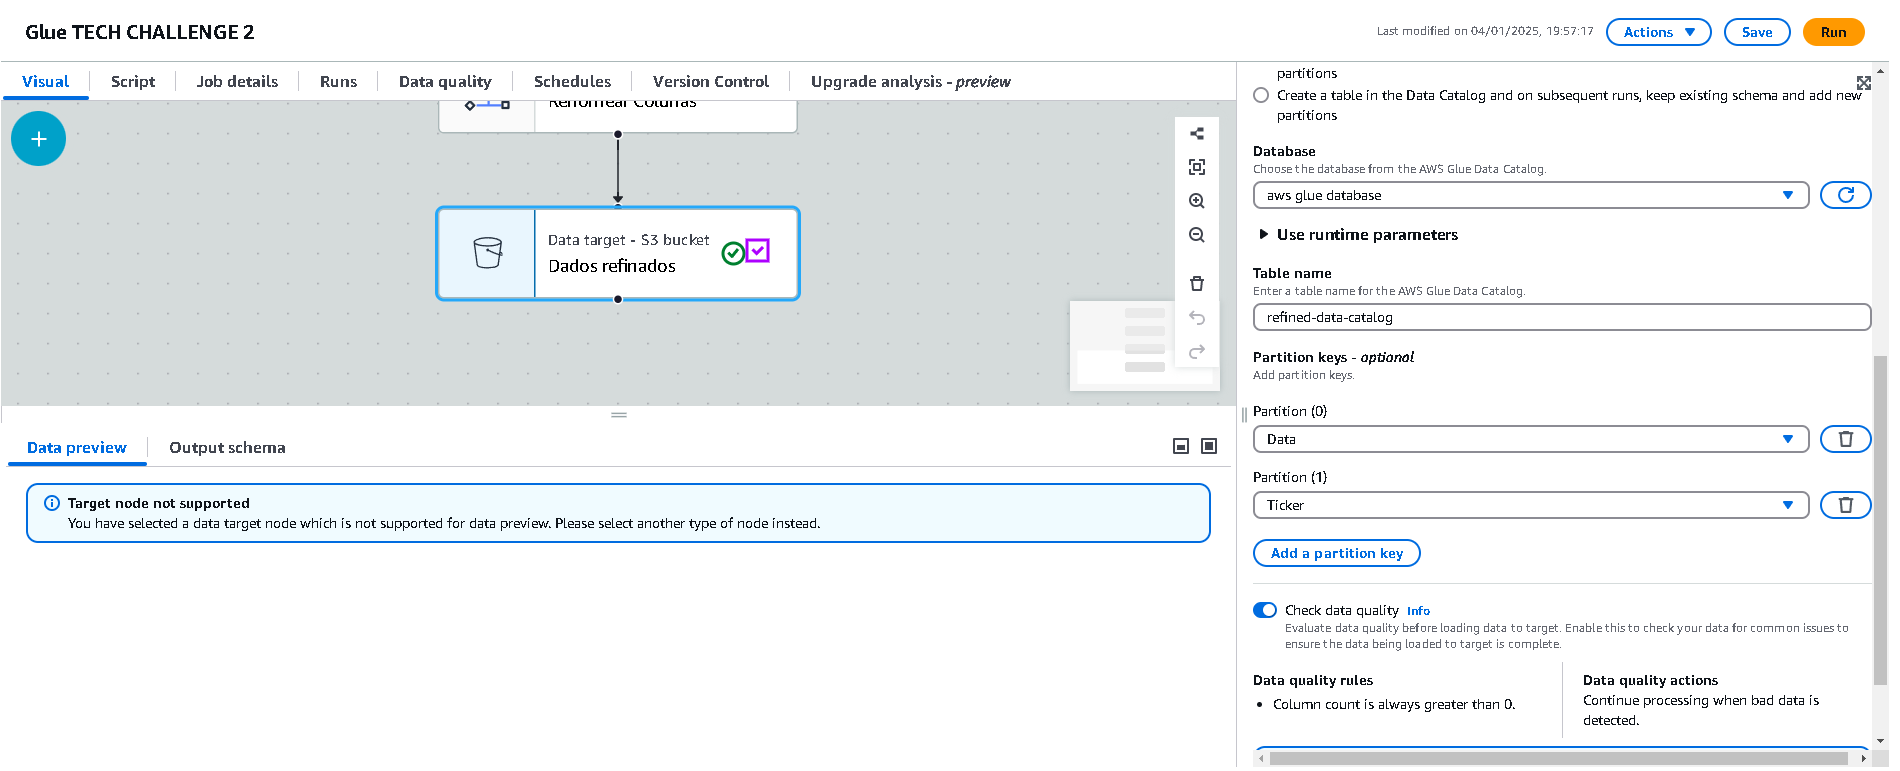 Glue TECH CHALLENGE 2
Last modified on 04/01/2025, 19:57:17
Actions
Save
Run
Visual
Script
Job details
Runs
Data quality
Schedules
Version Control
Upgrade analysis - preview
Renomear Colunas
Data target - S3 bucket
Dados refinados
Data preview
Output schema
Target node not supported
You have selected a data target node which is not supported for data preview. Please select another type of node instead.
partitions
Create a table in the Data Catalog and on subsequent runs, keep existing schema and add new
partitions
Database
Choose the database from the AWS Glue Data Catalog.
aws glue database
Use runtime parameters
Table name
Enter a table name for the AWS Glue Data Catalog.
refined-data-catalog
Partition keys - optional
Add partition keys.
Partition (0)
Data
Partition (1)
Ticker
Add a partition key
Check data quality Info
Evaluate data quality before loading data to target. Enable this to check your data for common issues to
ensure the data being loaded to target is complete.
Data quality rules
• Column count is always greater than 0.
Data quality actions
Continue processing when bad data is
detected.